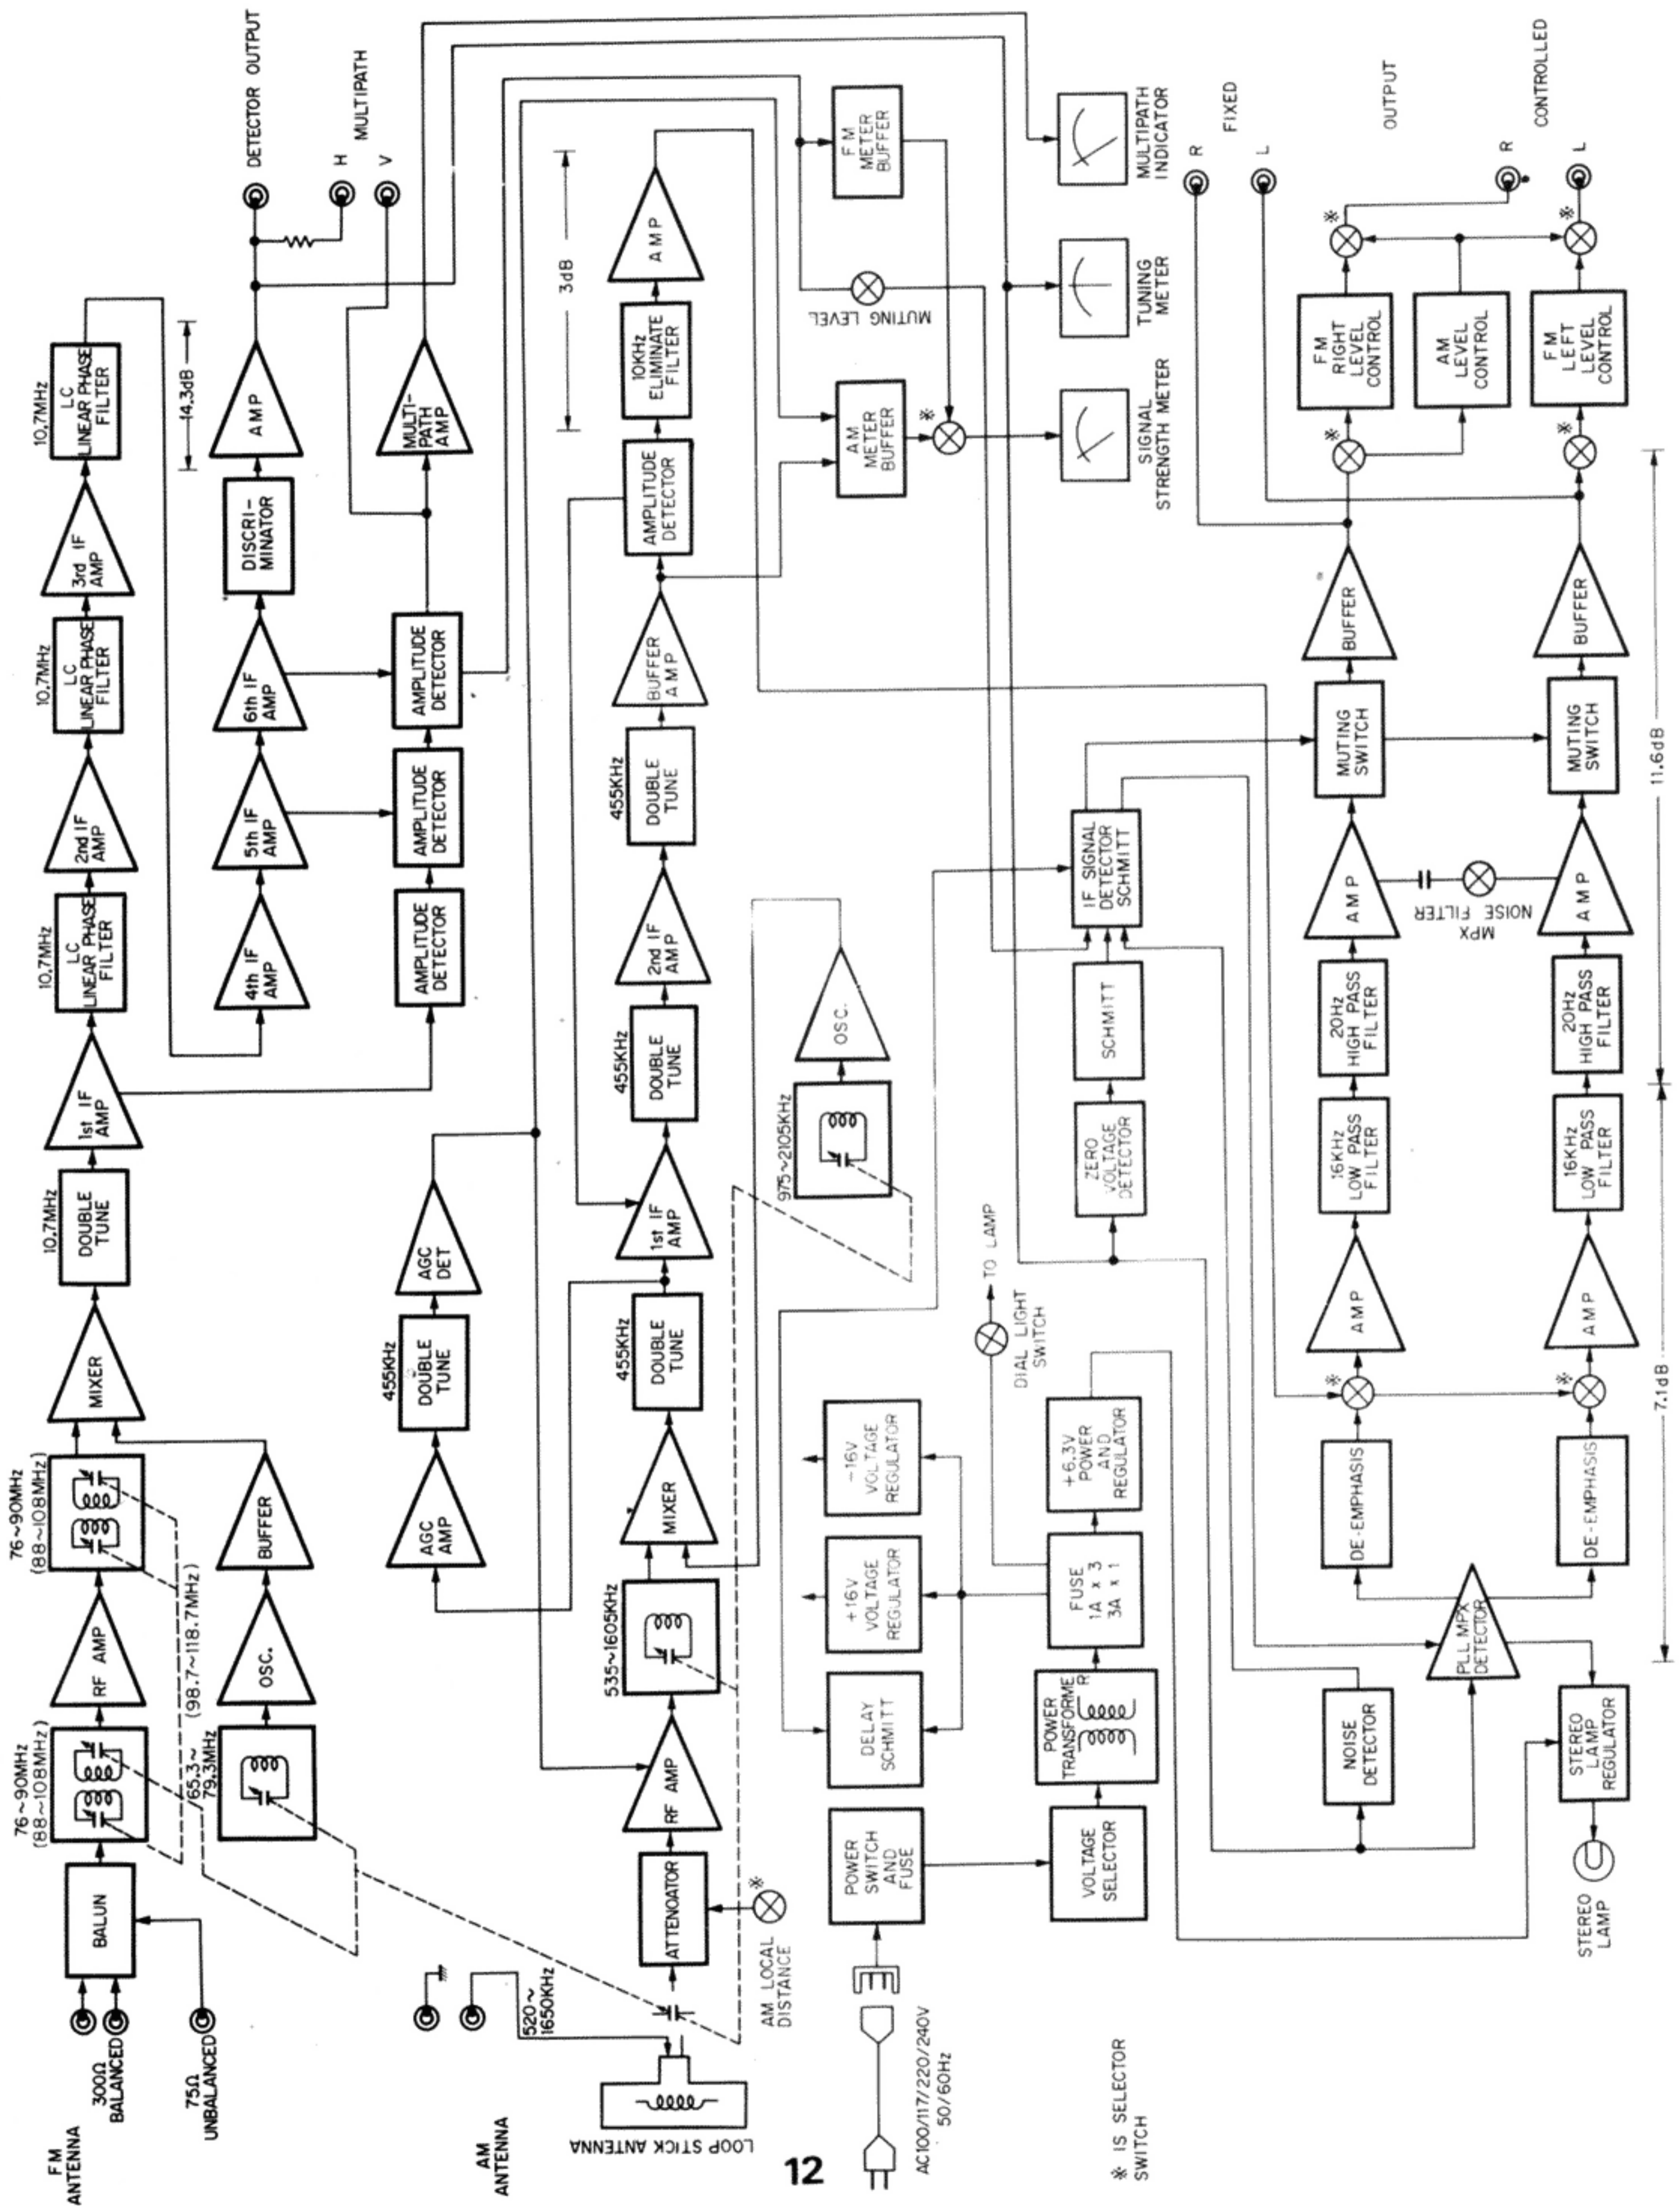 FM
ANTENNA
300Ω
BALANCED
75Ω
UNBALANCED
BALUN
76~90MHz
(88~108MHz)
RF AMP
76~90MHz
(88~108MHz)
MIXER
10.7MHz
DOUBLE
TUNE
1st IF
AMP
10.7MHz
LC
LINEAR PHASE
FILTER
2nd IF
AMP
10.7MHz
LC
LINEAR PHASE
FILTER
3rd IF
AMP
10.7MHz
LC
LINEAR PHASE
FILTER
65.3~
79.3MHz
(98.7~118.7MHz)
OSC.
BUFFER
4th IF
AMP
5th IF
AMP
6th IF
AMP
DISCRI-
MINATOR
AMP
14.3dB
DETECTOR OUTPUT
H
MULTIPATH
V
AMPLITUDE
DETECTOR
AMPLITUDE
DETECTOR
AMPLITUDE
DETECTOR
MULTI-
PATH
AMP
AM
ANTENNA
AGC
AMP
455KHz
DOUBLE
TUNE
AGC
DET
LOOP STICK ANTENNA
520~
1650KHz
ATTENOATOR
AM LOCAL
DISTANCE
※
RF AMP
535~1605KHz
MIXER
455KHz
DOUBLE
TUNE
1st IF
AMP
455KHz
DOUBLE
TUNE
2nd IF
AMP
455KHz
DOUBLE
TUNE
BUFFER
AMP
AMPLITUDE
DETECTOR
10KHz
ELIMINATE
FILTER
AMP
3dB
975~2105KHz
OSC.
AM
METER
BUFFER
FM
METER
BUFFER
MUTING LEVEL
※
SIGNAL
STRENGTH METER
TUNING
METER
MULTIPATH
INDICATOR
12
AC100/117/220/240V
50/60Hz
POWER
SWITCH
AND
FUSE
DELAY
SCHMITT
+16V
VOLTAGE
REGULATOR
-16V
VOLTAGE
REGULATOR
DIAL LIGHT
SWITCH
TO LAMP
VOLTAGE
SELECTOR
POWER
TRANSFORME
R
FUSE
1A x 3
3A x 1
+6.3V
POWER
AND
REGULATOR
ZERO
VOLTAGE
DETECTOR
SCHMITT
IF SIGNAL
DETECTOR
SCHMITT
※ IS SELECTOR
SWITCH
NOISE
DETECTOR
PLL MPX
DETECTOR
STEREO
LAMP
STEREO
LAMP
REGULATOR
DE-EMPHASIS
※
AMP
16KHz
LOW PASS
FILTER
20Hz
HIGH PASS
FILTER
AMP
MUTING
SWITCH
BUFFER
※
FM
RIGHT
LEVEL
CONTROL
※
AM
LEVEL
CONTROL
MPX
NOISE FILTER
DE-EMPHASIS
※
AMP
16KHz
LOW PASS
FILTER
20Hz
HIGH PASS
FILTER
AMP
MUTING
SWITCH
BUFFER
※
FM
LEFT
LEVEL
CONTROL
※
R
FIXED
L
OUTPUT
R
CONTROLLED
L
7.1dB
11.6dB